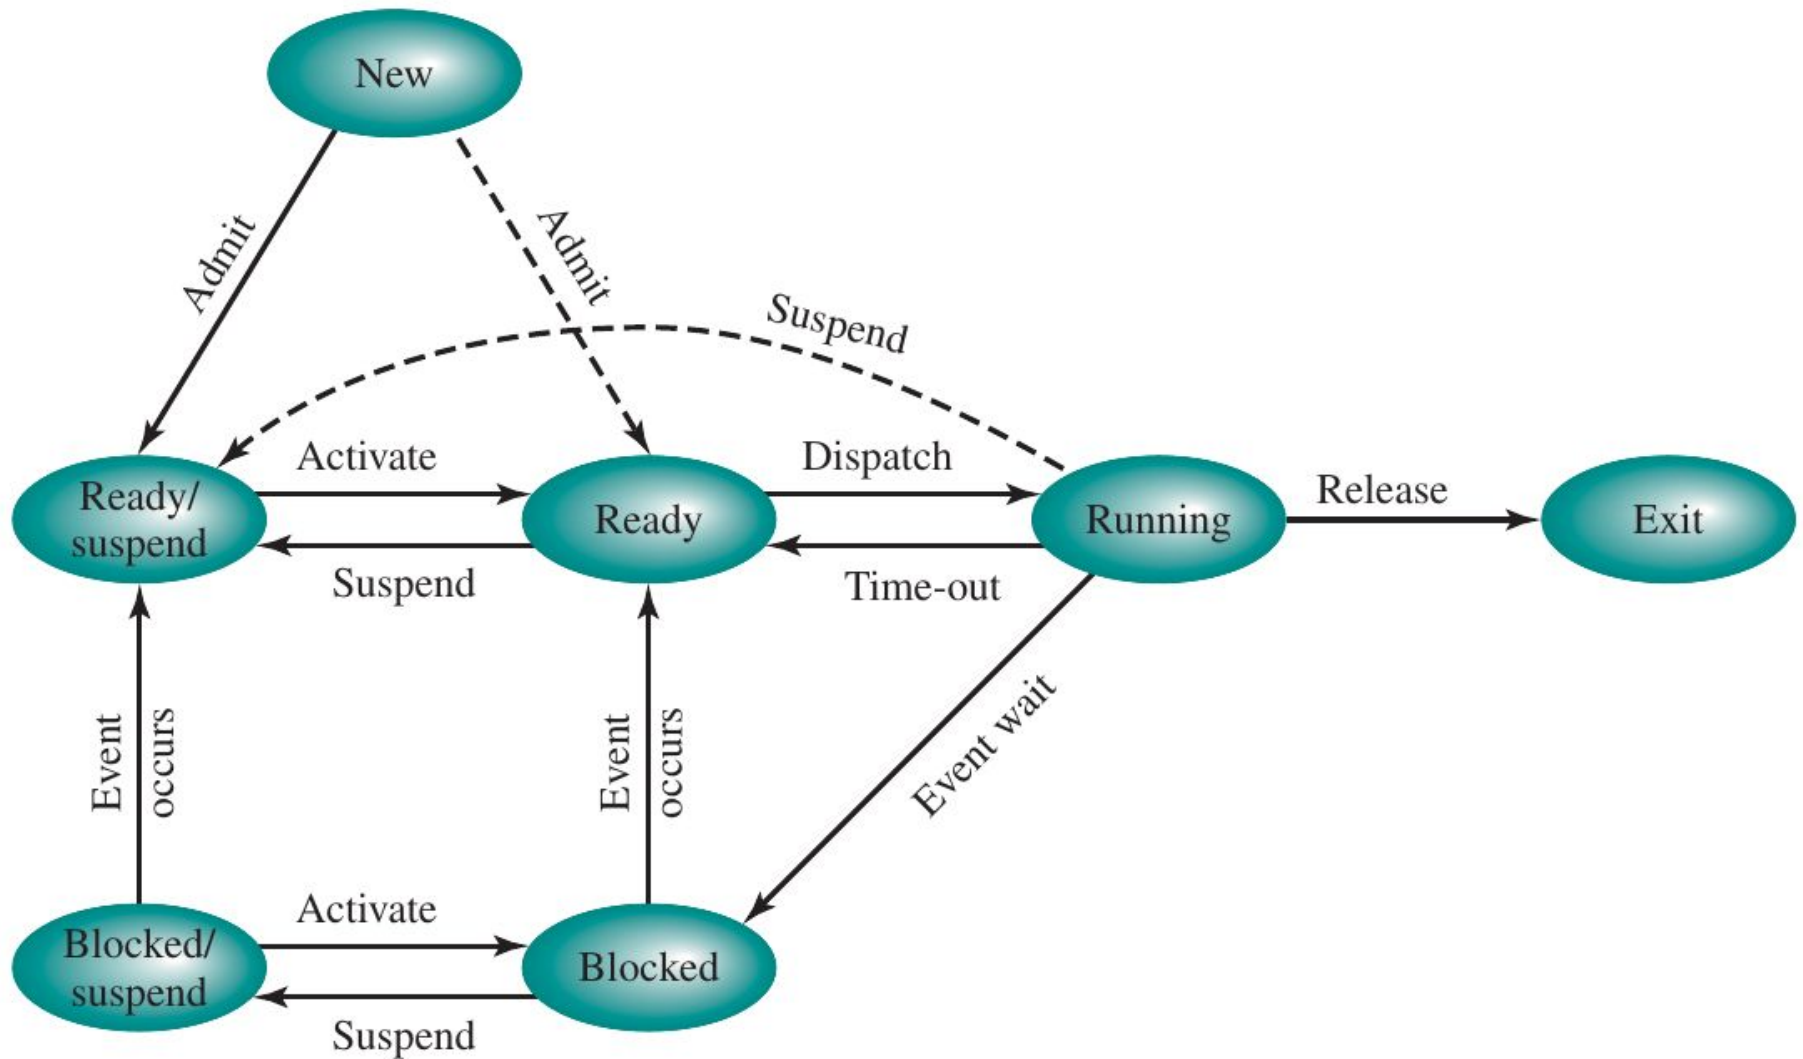 New
Admit
Admit
Suspend
Activate
Dispatch
Release
Ready/
suspend
Ready
Running
Exit
Suspend
Time-out
Event
occurs
Event
occurs
Event wait
Activate
Blocked/
suspend
Blocked
Suspend